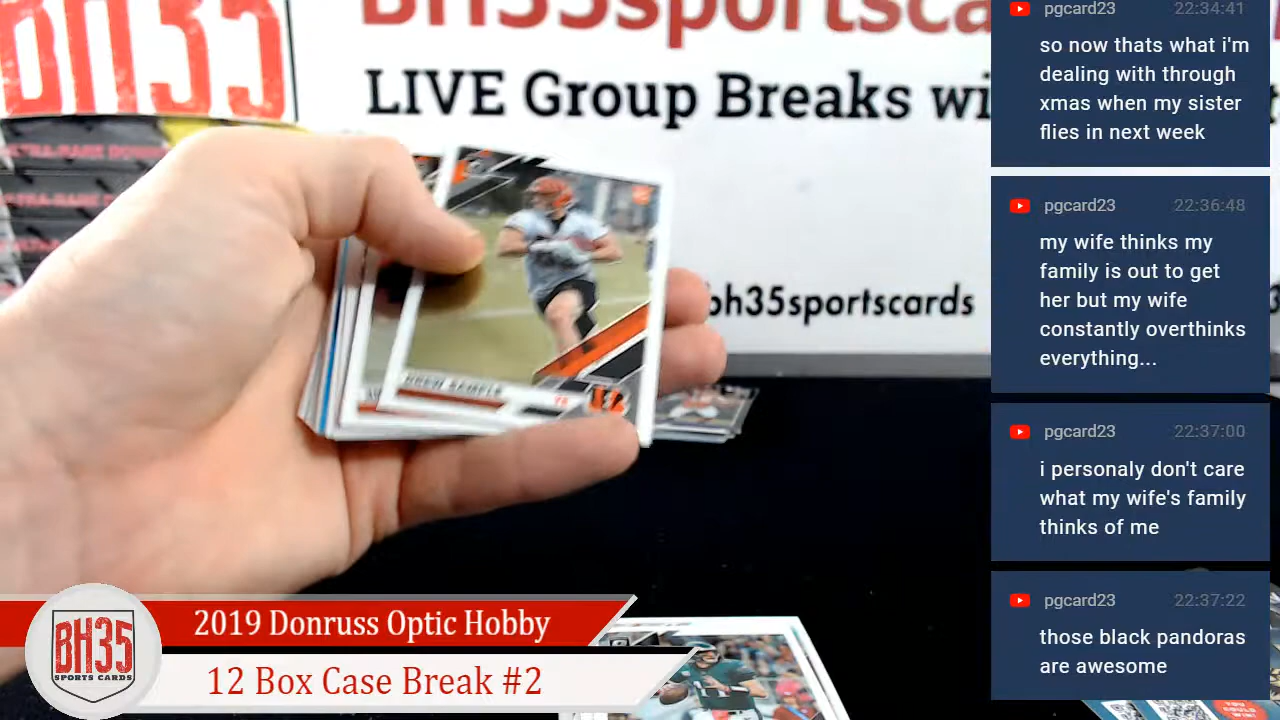 BH35
BH35sportsca
LIVE Group Breaks wi
bh35sportscards
DREW SAMPLE
TE
2019 Donruss Optic Hobby
12 Box Case Break #2
BH35
SPORTS CARDS
pgcard23 22:34:41
so now thats what i'm
dealing with through
xmas when my sister
flies in next week
pgcard23 22:36:48
my wife thinks my
family is out to get
her but my wife
constantly overthinks
everything...
pgcard23 22:37:00
i personaly don't care
what my wife's family
thinks of me
pgcard23 22:37:22
those black pandoras
are awesome